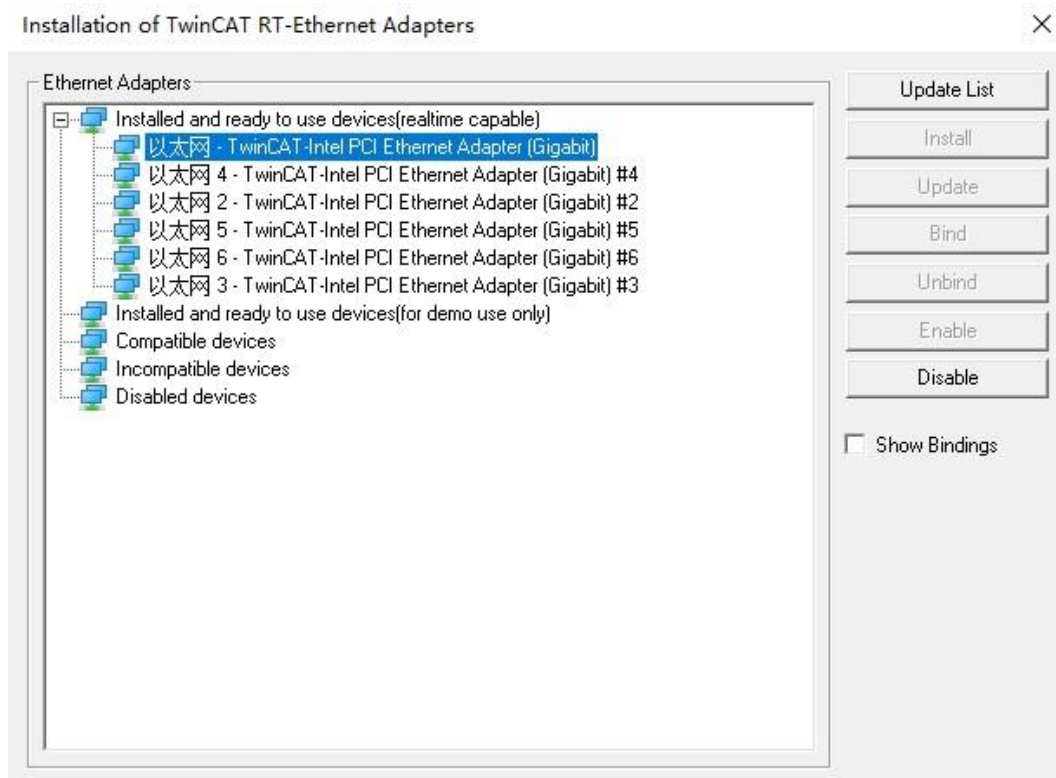 Installation of TwinCAT RT-Ethernet Adapters
Ethernet Adapters
Installed and ready to use devices(realtime capable)
以太网 - TwinCAT-Intel PCI Ethernet Adapter (Gigabit)
以太网 4 - TwinCAT-Intel PCI Ethernet Adapter (Gigabit) #4
以太网 2 - TwinCAT-Intel PCI Ethernet Adapter (Gigabit) #2
以太网 5 - TwinCAT-Intel PCI Ethernet Adapter (Gigabit) #5
以太网 6 - TwinCAT-Intel PCI Ethernet Adapter (Gigabit) #6
以太网 3 - TwinCAT-Intel PCI Ethernet Adapter (Gigabit) #3
Installed and ready to use devices(for demo use only)
Compatible devices
Incompatible devices
Disabled devices
Update List
Install
Update
Bind
Unbind
Enable
Disable
Show Bindings